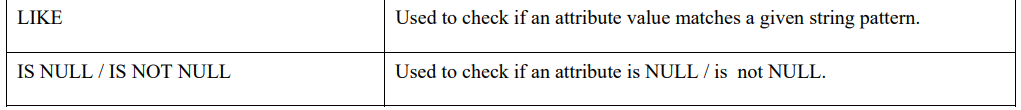 LIKE
Used to check if an attribute value matches a given string pattern.
IS NULL / IS NOT NULL
Used to check if an attribute is NULL / is  not NULL.